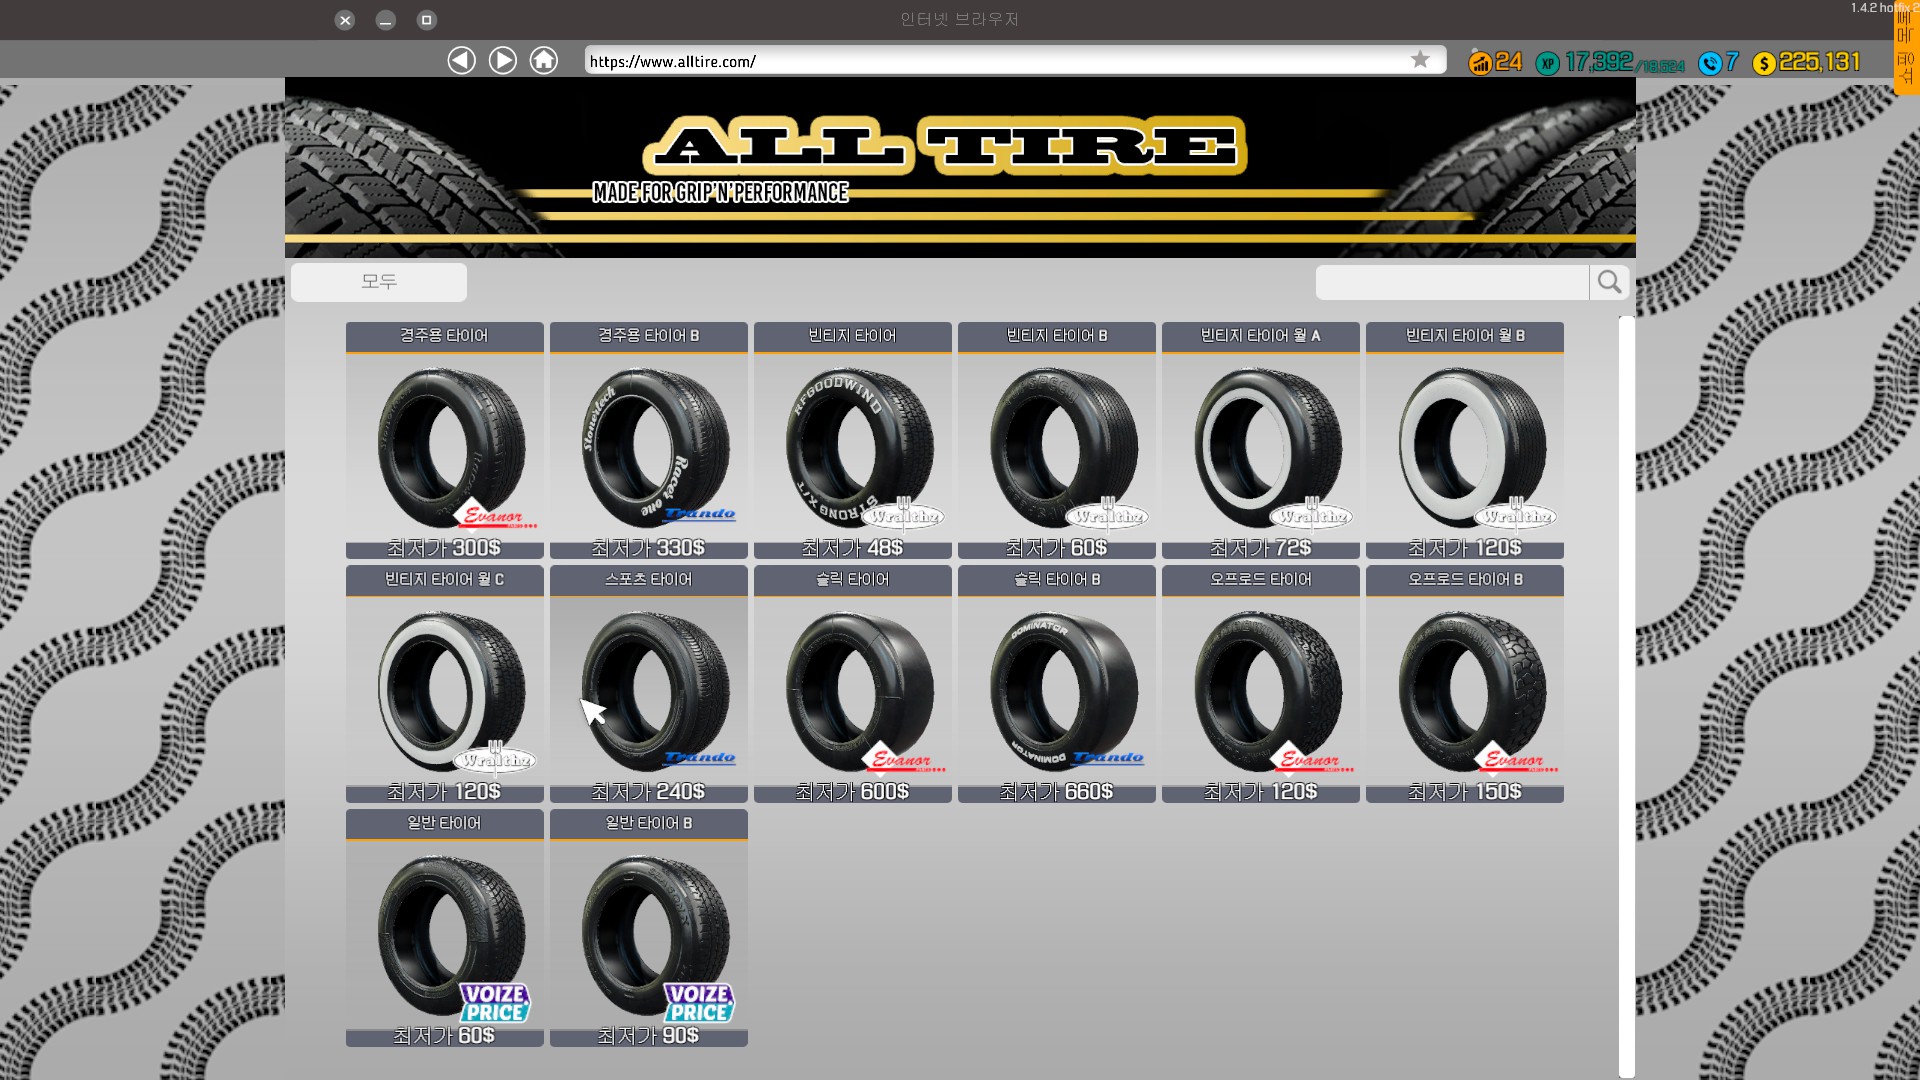 인터넷 브라우저
1.4.2 hotfix 2
https://www.alltire.com/
24
XP 17,392/18,524
7
$ 225,131
ALL TIRE
MADE FOR GRIP'N'PERFORMANCE
모두
경주용 타이어
경주용 타이어 B
빈티지 타이어
빈티지 타이어 B
빈티지 타이어 월 A
빈티지 타이어 월 B
Evanor
Stonertech
Racer one
Trando
RFGOODWIND
STRONG X/T
Wralthz
Wralthz
Wralthz
Wralthz
최저가 300$
최저가 330$
최저가 48$
최저가 60$
최저가 72$
최저가 120$
빈티지 타이어 월 C
스포츠 타이어
슬릭 타이어
슬릭 타이어 B
오프로드 타이어
오프로드 타이어 B
Wralthz
Trando
Evanor
DOMINATOR
DOMINATOR
Trando
Evanor
Evanor
최저가 120$
최저가 240$
최저가 600$
최저가 660$
최저가 120$
최저가 150$
일반 타이어
일반 타이어 B
VOIZE.
PRICE
VOIZE.
PRICE
최저가 60$
최저가 90$